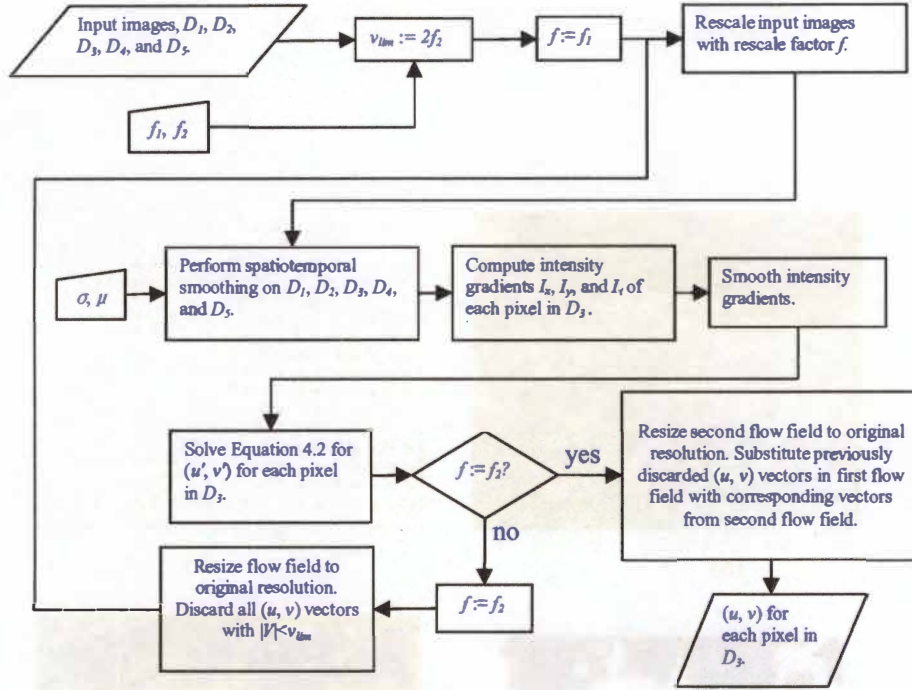 Input images, D1, D2,
D3, D4, and D5.
vlim := 2f2
f := f1
Rescale input images
with rescale factor f.
f1, f2
σ, μ
Perform spatiotemporal
smoothing on D1, D2, D3, D4,
and D5.
Compute intensity
gradients Ix, Iy, and It of
each pixel in D3.
Smooth intensity
gradients.
Solve Equation 4.2 for
(u', v') for each pixel
in D3.
f := f2?
yes
no
Resize second flow field to original
resolution. Substitute previously
discarded (u, v) vectors in first flow
field with corresponding vectors
from second flow field.
Resize flow field to
original resolution.
Discard all (u, v) vectors
with |V|<vlim
f := f2
(u, v) for
each pixel in
D3.